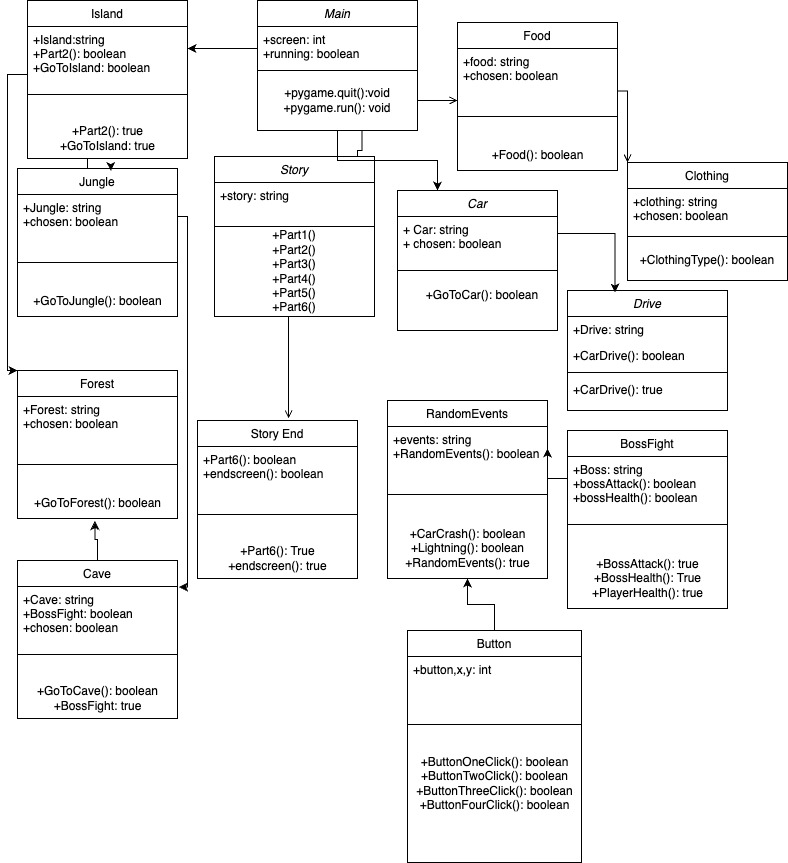 Island
+Island:string
+Part2(): boolean
+GoToIsland: boolean
+Part2(): true
+GoToIsland: true
Main
+screen: int
+running: boolean
+pygame.quit():void
+pygame.run(): void
Food
+food: string
+chosen: boolean
+Food(): boolean
Jungle
+Jungle: string
+chosen: boolean
+GoToJungle(): boolean
Story
+story: string
+Part1()
+Part2()
+Part3()
+Part4()
+Part5()
+Part6()
Car
+ Car: string
+ chosen: boolean
+GoToCar(): boolean
Clothing
+clothing: string
+chosen: boolean
+ClothingType(): boolean
Drive
+Drive: string
+CarDrive(): boolean
+CarDrive(): true
Forest
+Forest: string
+chosen: boolean
+GoToForest(): boolean
Story End
+Part6(): boolean
+endscreen(): boolean
+Part6(): True
+endscreen(): true
RandomEvents
+events: string
+RandomEvents(): boolean
+CarCrash(): boolean
+Lightning(): boolean
+RandomEvents(): true
BossFight
+Boss: string
+bossAttack(): boolean
+bossHealth(): boolean
+BossAttack(): true
+BossHealth(): True
+PlayerHealth(): true
Cave
+Cave: string
+BossFight: boolean
+chosen: boolean
+GoToCave(): boolean
+BossFight: true
Button
+button,x,y: int
+ButtonOneClick(): boolean
+ButtonTwoClick(): boolean
+ButtonThreeClick(): boolean
+ButtonFourClick(): boolean